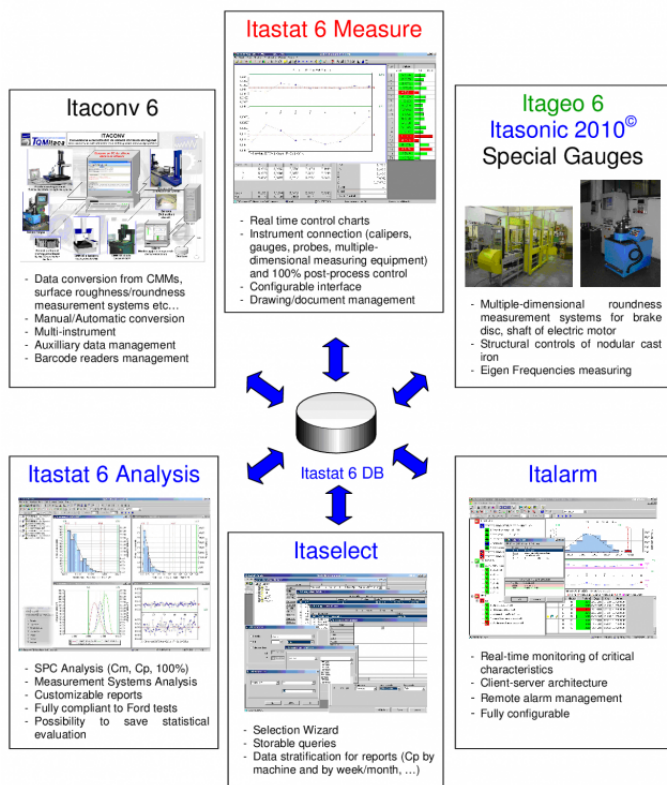 Itastat 6 Measure
- Real time control charts
- Instrument connection (calipers,
gauges, probes, multiple-
dimensional measuring equipment)
and 100% post-process control
- Configurable interface
- Drawing/document management
Itaconv 6
ITACONV
TQMitaca
- Data conversion from CMMs,
surface roughness/roundness
measurement systems etc…
- Manual/Automatic conversion
- Multi-instrument
- Auxilliary data management
- Barcode readers management
Itageo 6
Itasonic 2010©
Special Gauges
- Multiple-dimensional roundness
measurement systems for brake
disc, shaft of electric motor
- Structural controls of nodular cast
iron
- Eigen Frequencies measuring
Itastat 6 DB
Itastat 6 Analysis
- SPC Analysis (Cm, Cp, 100%)
- Measurement Systems Analysis
- Customizable reports
- Fully compliant to Ford tests
- Possibility to save statistical
evaluation
Itaselect
- Selection Wizard
- Storable queries
- Data stratification for reports (Cp by
machine and by week/month, …)
Italarm
- Real-time monitoring of critical
characteristics
- Client-server architecture
- Remote alarm management
- Fully configurable